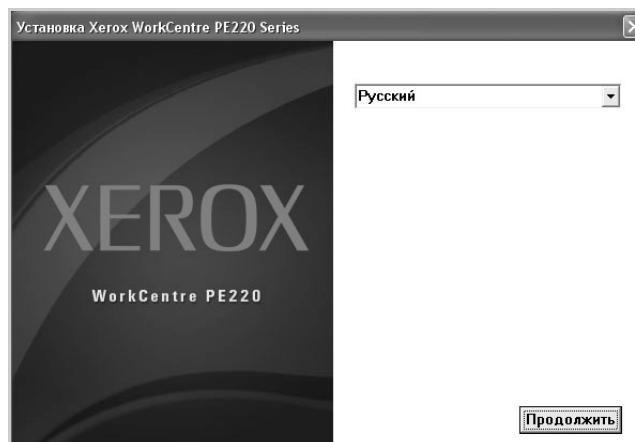 Установка Xerox WorkCentre PE220 Series
Русский
XEROX
WorkCentre PE220
Продолжить